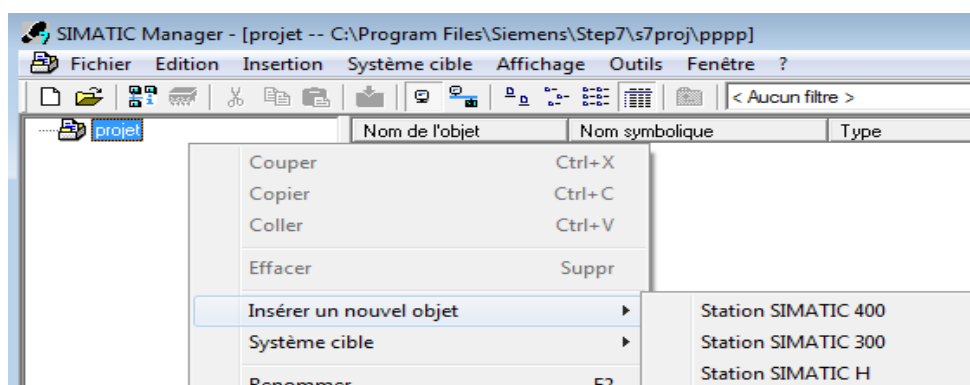 SIMATIC Manager - [projet -- C:\Program Files\Siemens\Step7\s7proj\pppp]
Fichier Edition Insertion Système cible Affichage Outils Fenêtre ?
< Aucun filtre >
projet
Nom de l'objet Nom symbolique Type
Couper Ctrl+X
Copier Ctrl+C
Coller Ctrl+V
Effacer Suppr
Insérer un nouvel objet
Station SIMATIC 400
Système cible
Station SIMATIC 300
Station SIMATIC H
Renommer F2